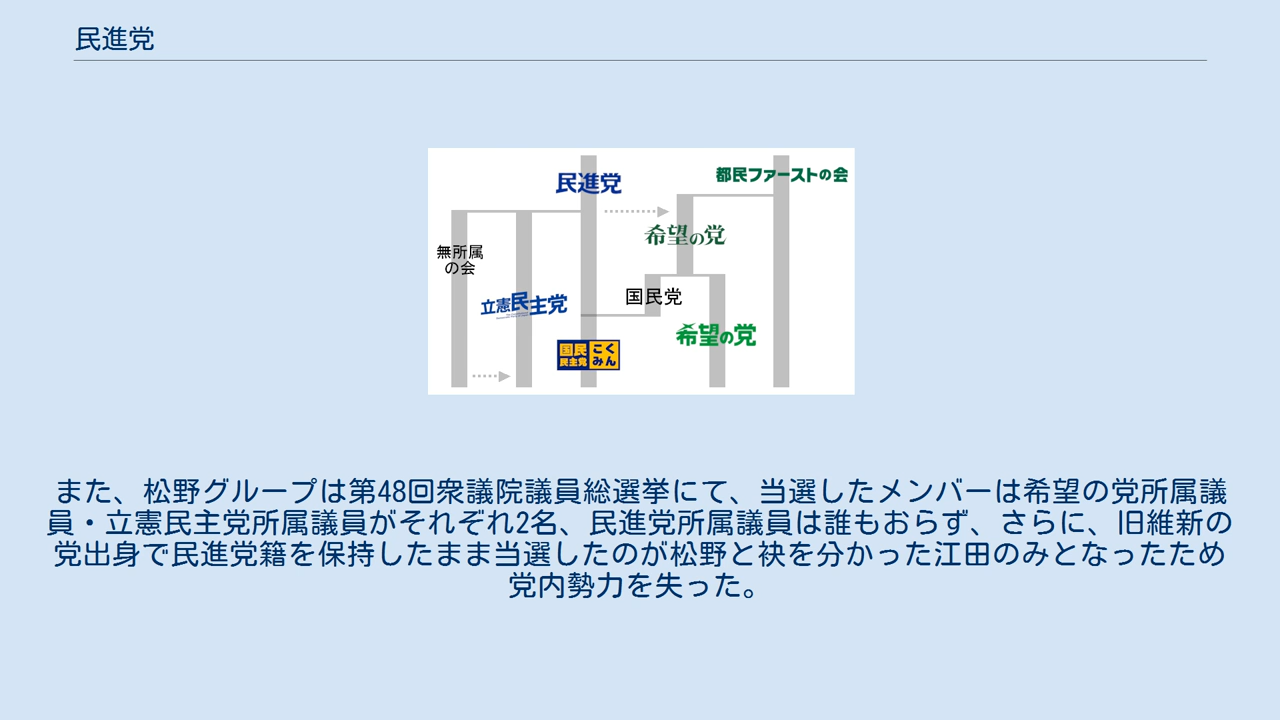 民進党
民進党
都民ファーストの会
希望の党
無所属
の会
国民党
立憲民主党
希望の党
国民 こく
民主党 みん
また、松野グループは第48回衆議院議員総選挙にて、当選したメンバーは希望の党所属議
員・立憲民主党所属議員がそれぞれ2名、民進党所属議員は誰もおらず、さらに、旧維新の
党出身で民進党籍を保持したまま当選したのが松野と袂を分かった江田のみとなったため
党内勢力を失った。